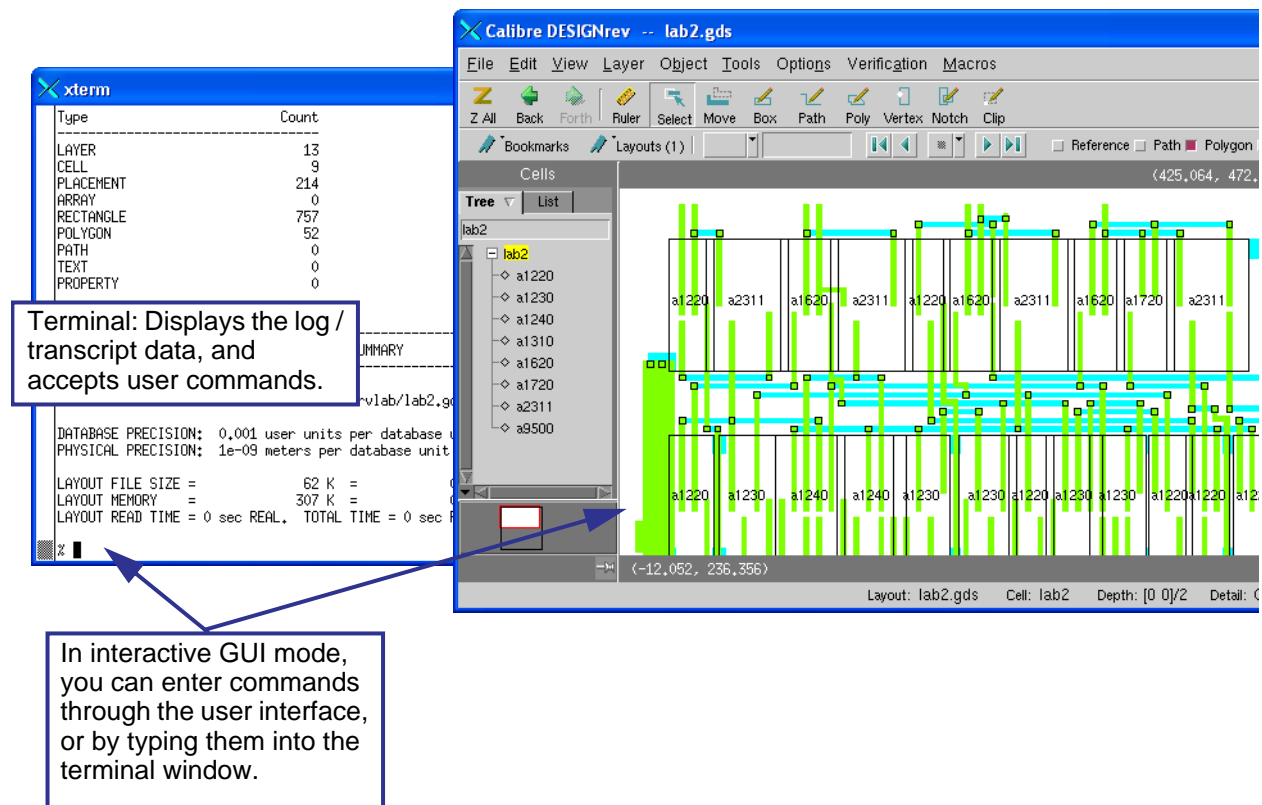 Calibre DESIGNrev -- lab2.gds
File Edit View Layer Object Tools Options Verification Macros
Z All Back Forth Ruler Select Move Box Path Poly Vertex Notch Clip
Bookmarks Layouts (1) Reference Path Polygon
Cells
(425.064, 472.
Tree List
lab2
lab2
a1220
a1230
a1240
a1310
a1620
a1720
a2311
a9500
a1220 a2311 a1620 a2311 a1220 a1620 a2311 a1620 a1720 a2311
a1220 a1230 a1240 a1240 a1230 a1230 a1220 a1230 a1230 a1220 a1220 a12
(-12.052, 236.356)
Layout: lab2.gds Cell: lab2 Depth: [0 0]/2 Detail:
xterm
Type Count
LAYER 13
CELL 9
PLACEMENT 214
ARRAY 0
RECTANGLE 757
POLYGON 52
PATH 0
TEXT 0
PROPERTY 0
UMMARY
rvlab/lab2.g
DATABASE PRECISION: 0.001 user units per database u
PHYSICAL PRECISION: 1e-09 meters per database unit
LAYOUT FILE SIZE = 62 K =
LAYOUT MEMORY = 307 K =
LAYOUT READ TIME = 0 sec REAL. TOTAL TIME = 0 sec
%
Terminal: Displays the log /
transcript data, and
accepts user commands.
In interactive GUI mode,
you can enter commands
through the user interface,
or by typing them into the
terminal window.